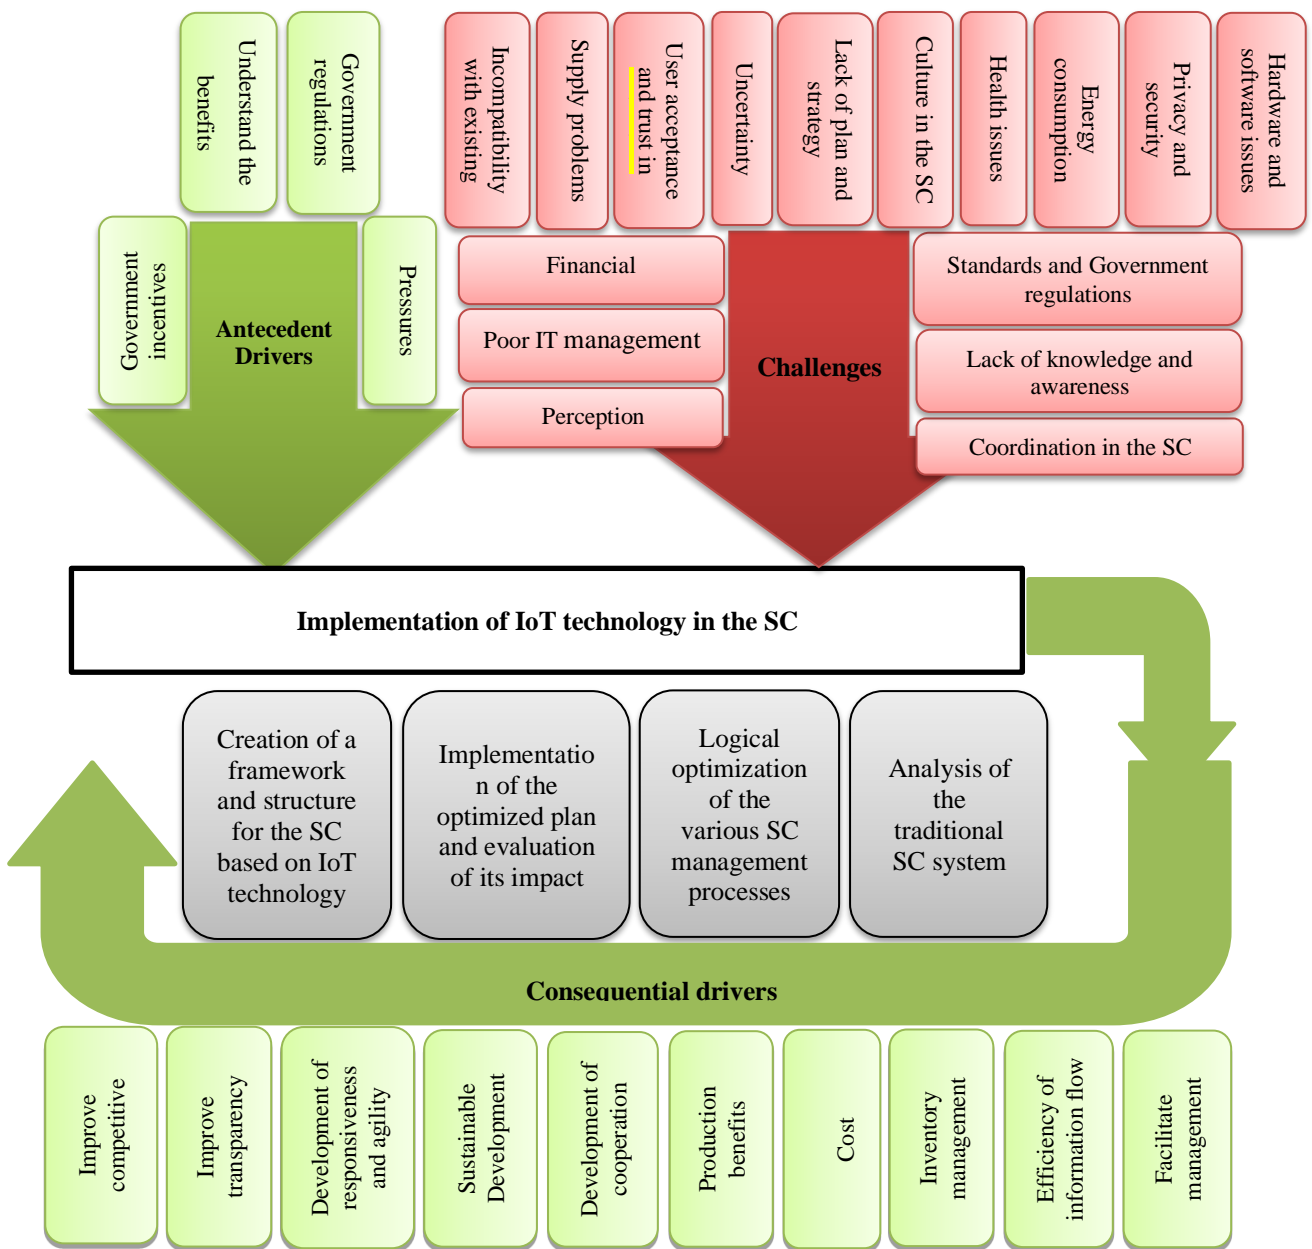 Understand the
benefits
Government
regulations
Government
incentives
Pressures
Antecedent
Drivers
Incompatibility
with existing
Supply problems
User acceptance
and trust in
Uncertainty
Lack of plan and
strategy
Culture in the SC
Health issues
Energy
consumption
Privacy and
security
Hardware and
software issues
Financial
Poor IT management
Perception
Challenges
Standards and Government
regulations
Lack of knowledge and
awareness
Coordination in the SC
Implementation of IoT technology in the SC
Creation of a
framework
and structure
for the SC
based on IoT
technology
Implementatio
n of the
optimized plan
and evaluation
of its impact
Logical
optimization
of the
various SC
management
processes
Analysis of
the
traditional
SC system
Consequential drivers
Improve
competitive
Improve
transparency
Development of
responsiveness
and agility
Sustainable
Development
Development of
cooperation
Production
benefits
Cost
Inventory
management
Efficiency of
information flow
Facilitate
management